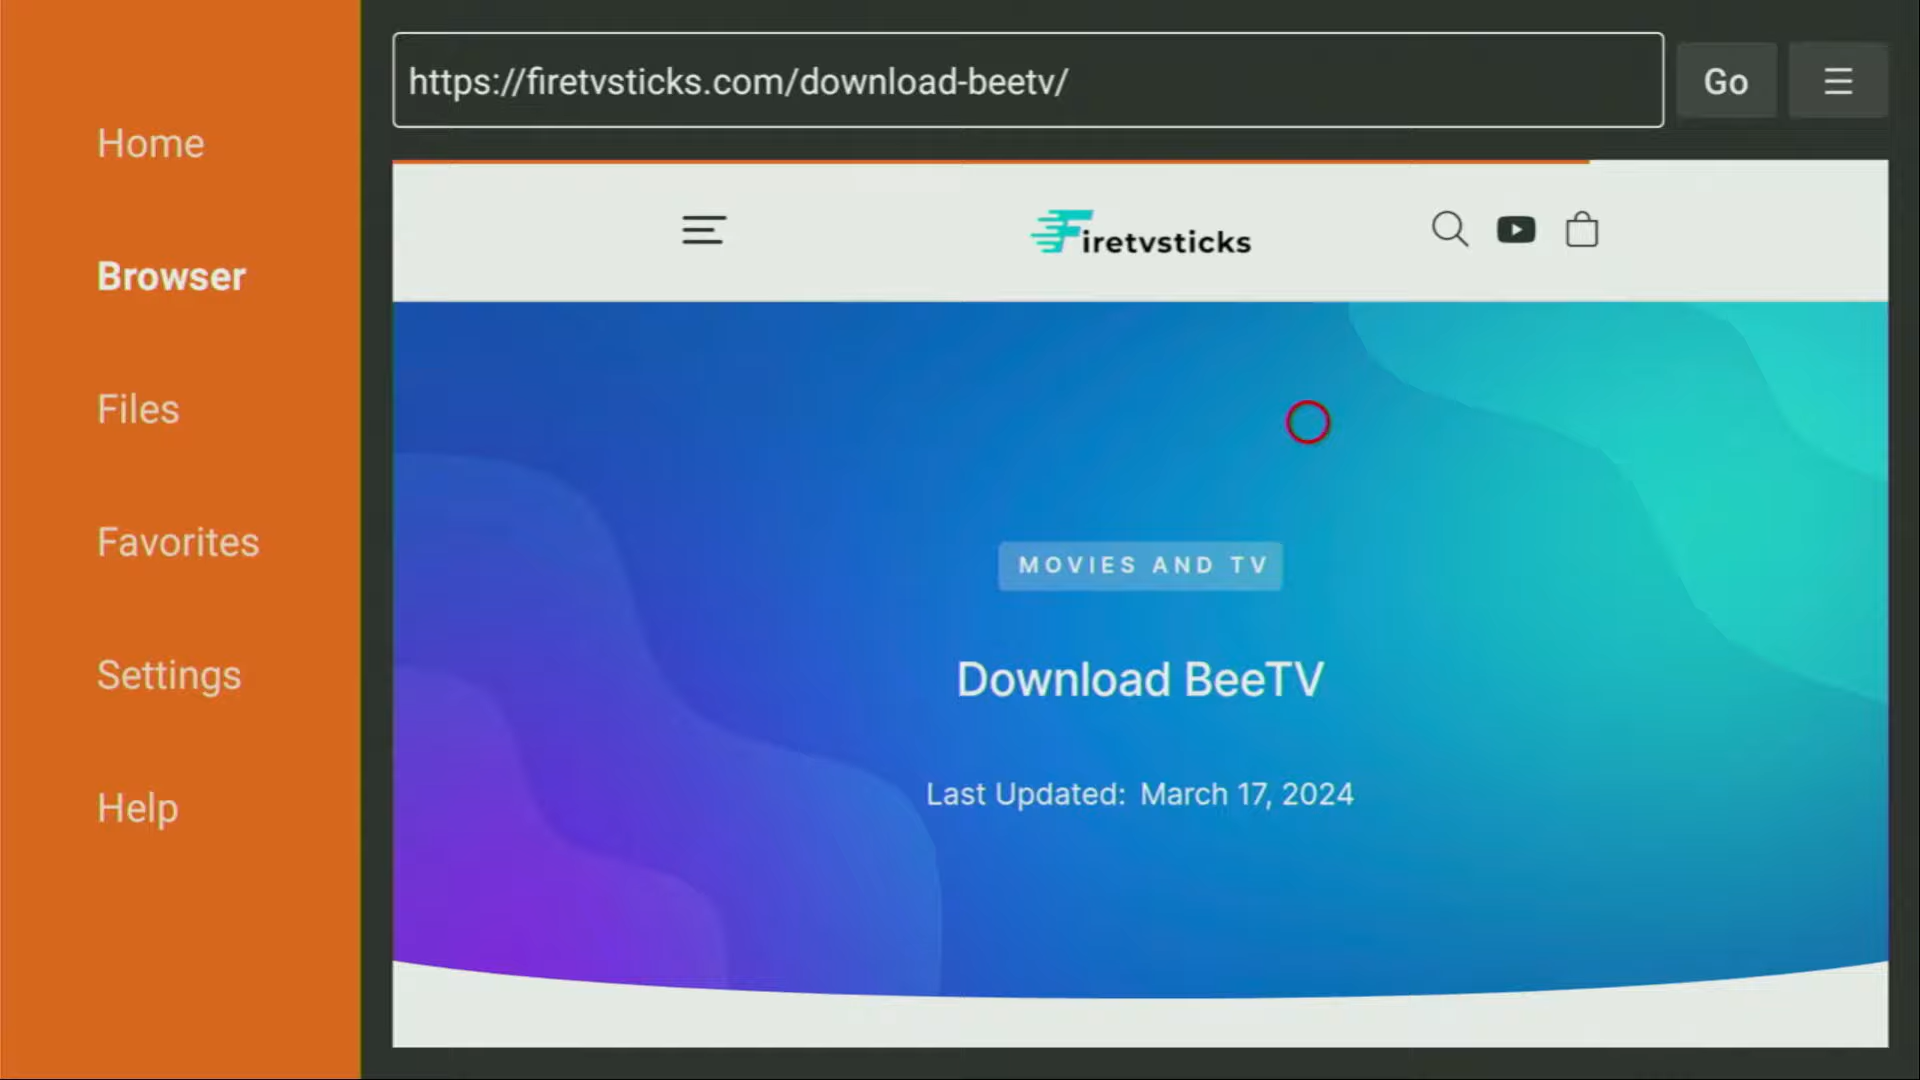 https://firetvsticks.com/download-beetv/
Go
Home
Browser
Files
Favorites
Settings
Help
Firetvsticks
MOVIES AND TV
Download BeeTV
Last Updated: March 17, 2024